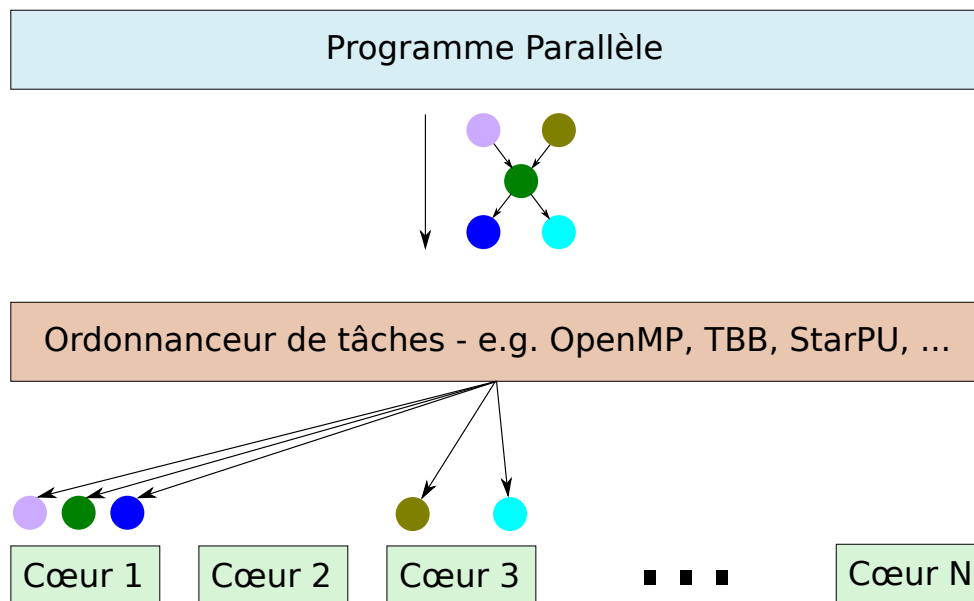 Programme Parallèle
Ordonnanceur de tâches - e.g. OpenMP, TBB, StarPU, ...
Cœur 1 Cœur 2 Cœur 3 ... Cœur N